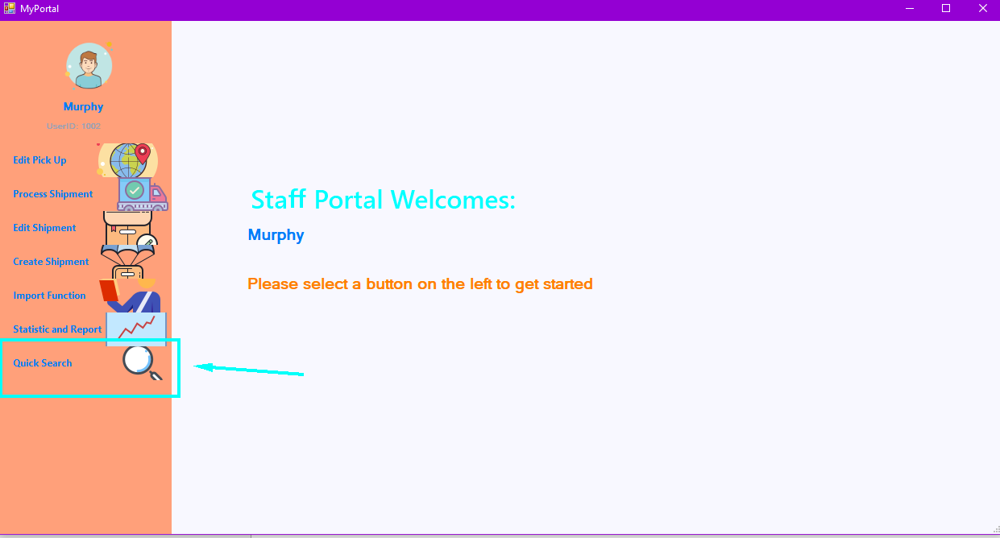 MyPortal
Murphy
UserID: 1002
Edit Pick Up
Process Shipment
Edit Shipment
Create Shipment
Import Function
Statistic and Report
Quick Search
Staff Portal Welcomes:
Murphy
Please select a button on the left to get started